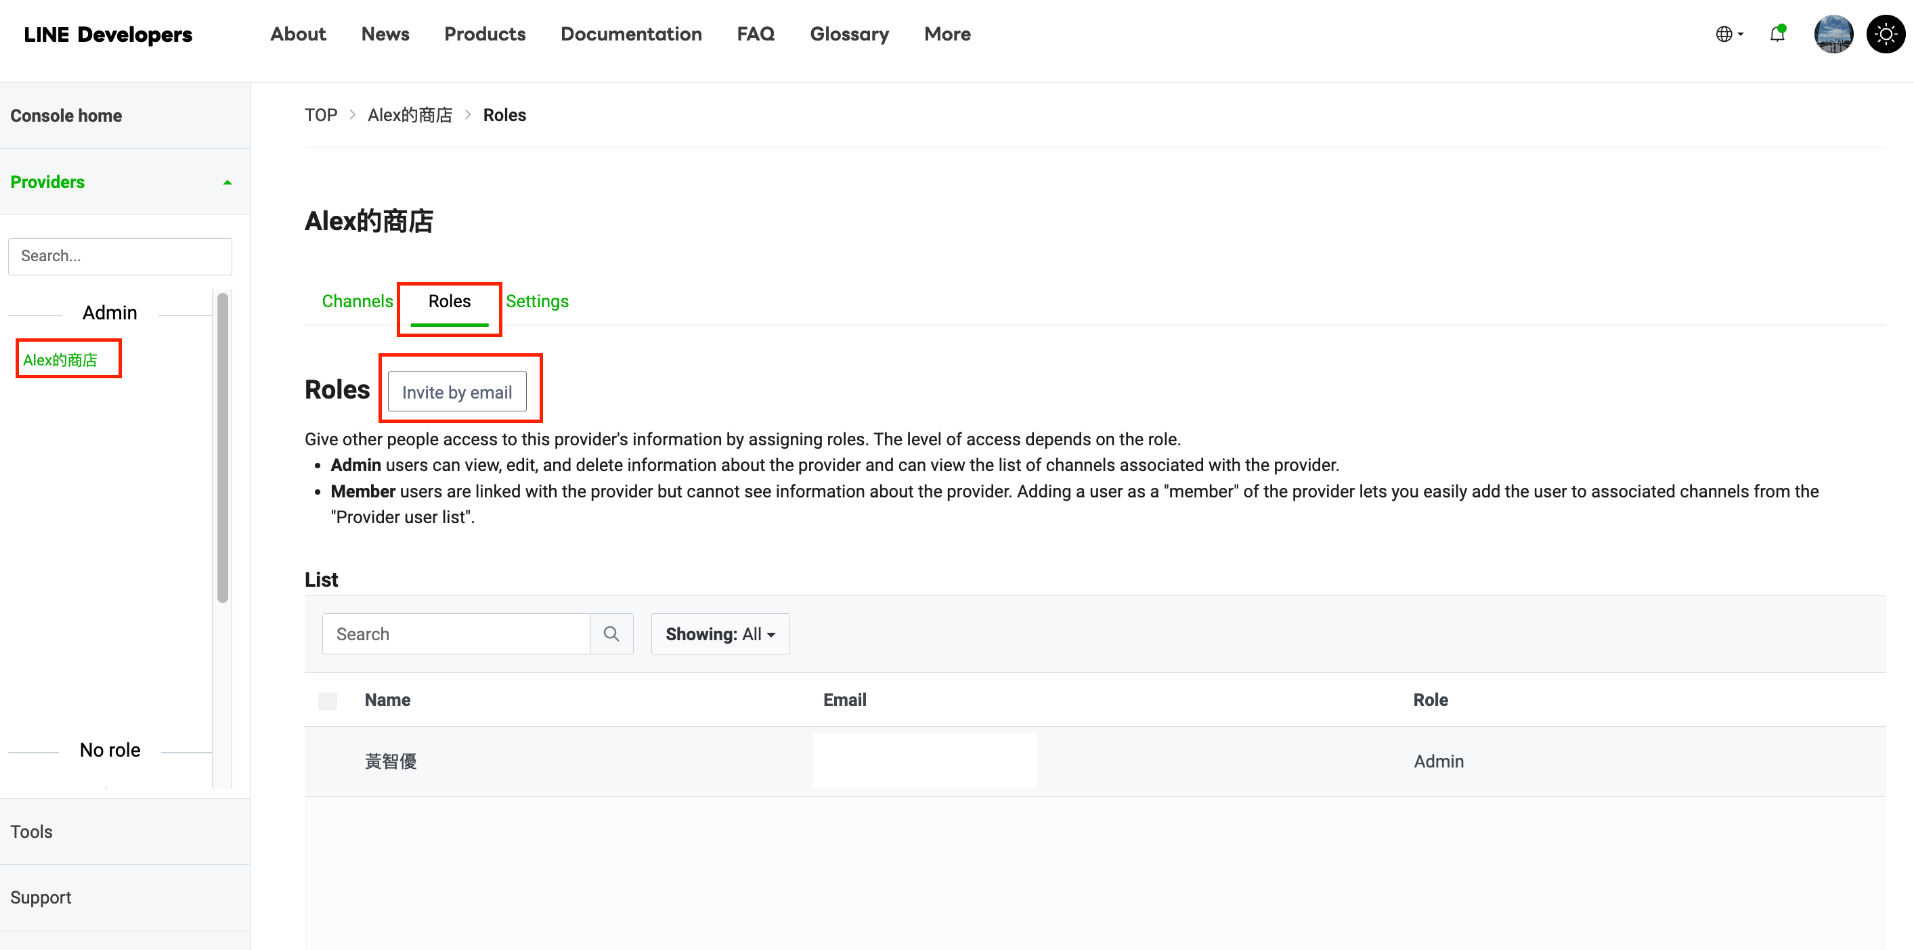 LINE Developers
About News Products Documentation FAQ Glossary More
Console home
Providers
Search...
Admin
Alex的商店
No role
Tools
Support
TOP > Alex的商店 > Roles
Alex的商店
Channels Roles Settings
Roles Invite by email
Give other people access to this provider's information by assigning roles. The level of access depends on the role.
• Admin users can view, edit, and delete information about the provider and can view the list of channels associated with the provider.
• Member users are linked with the provider but cannot see information about the provider. Adding a user as a "member" of the provider lets you easily add the user to associated channels from the
"Provider user list".
List
Search Showing: All
Name Email Role
黃智優 Admin